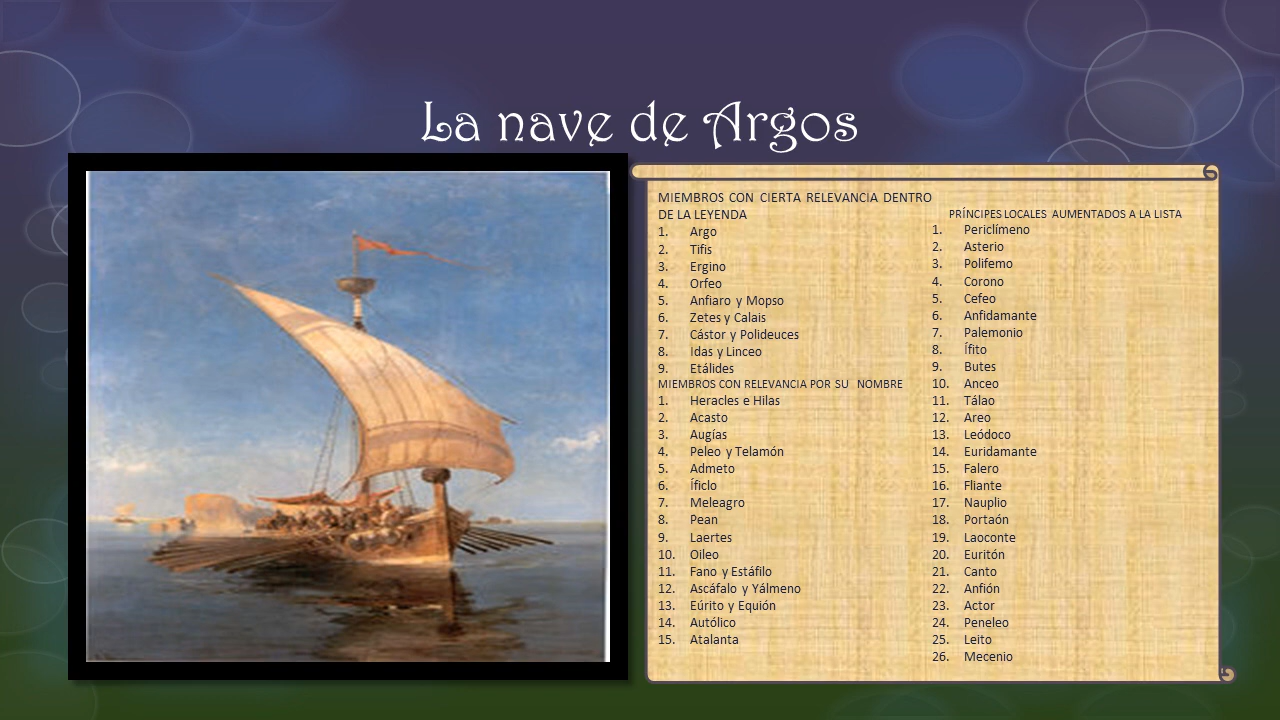 La nave de Argos
MIEMBROS CON CIERTA RELEVANCIA DENTRO
DE LA LEYENDA
1. Argo
2. Tifis
3. Ergino
4. Orfeo
5. Anfiaro y Mopso
6. Zetes y Calais
7. Cástor y Polideuces
8. Idas y Linceo
9. Etálides
MIEMBROS CON RELEVANCIA POR SU NOMBRE
1. Heracles e Hilas
2. Acasto
3. Augías
4. Peleo y Telamón
5. Admeto
6. Íficlo
7. Meleagro
8. Pean
9. Laertes
10. Oileo
11. Fano y Estáfilo
12. Ascáfalo y Yálmeno
13. Eúrito y Equión
14. Autólico
15. Atalanta
PRÍNCIPES LOCALES AUMENTADOS A LA LISTA
1. Periclímeno
2. Asterio
3. Polifemo
4. Corono
5. Cefeo
6. Anfidamante
7. Palemonio
8. Ífito
9. Butes
10. Anceo
11. Tálao
12. Areo
13. Leódoco
14. Euridamante
15. Falero
16. Fliante
17. Nauplio
18. Portaón
19. Laoconte
20. Euritón
21. Canto
22. Anfión
23. Actor
24. Peneleo
25. Leito
26. Mecenio